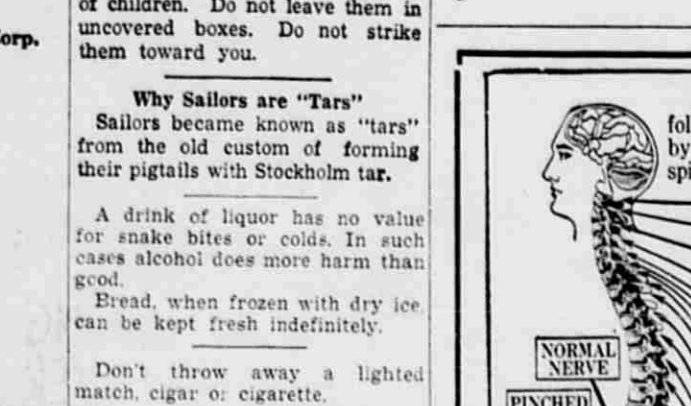 orp.
of children. Do not leave them in
uncovered boxes. Do not strike
them toward you.
Why Sailors are "Tars"
Sailors became known as "tars"
from the old custom of forming
their pigtails with Stockholm tar.
A drink of liquor has no value
for snake bites or colds. In such
cases alcohol does more harm than
good.
Bread, when frozen with dry ice,
can be kept fresh indefinitely.
Don't throw away a lighted
match, cigar or cigarette.
fol
by
spi
NORMAL
NERVE
PINCHED